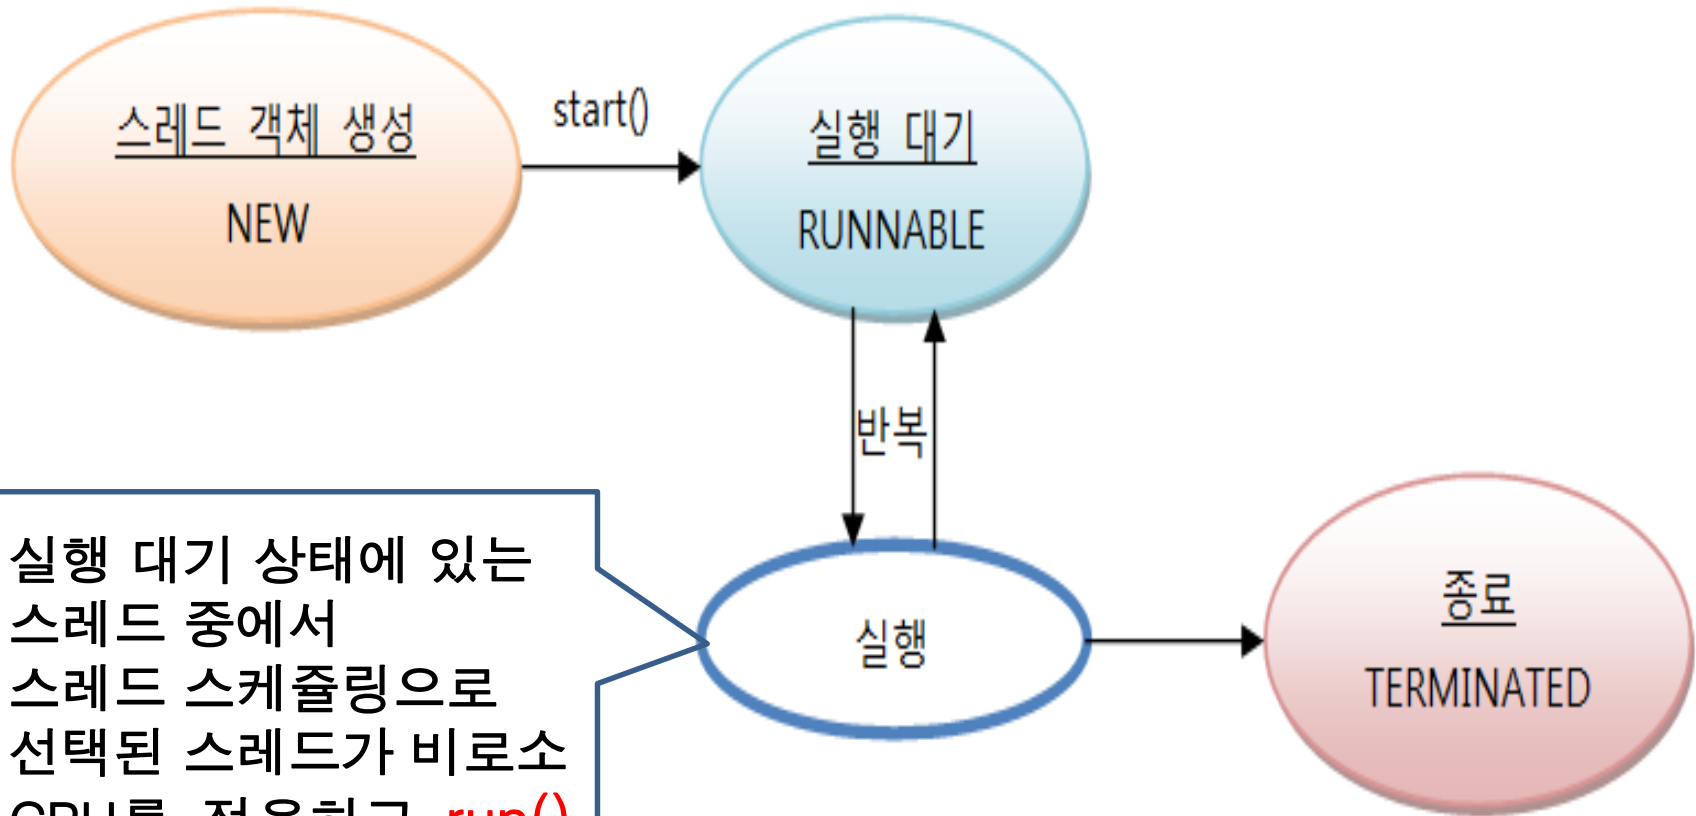 스레드 객체 생성
NEW
start()
실행 대기
RUNNABLE
반복
실행
종료
TERMINATED
실행 대기 상태에 있는
스레드 중에서
스레드 스케쥴링으로
선택된 스레드가 비로소
run()